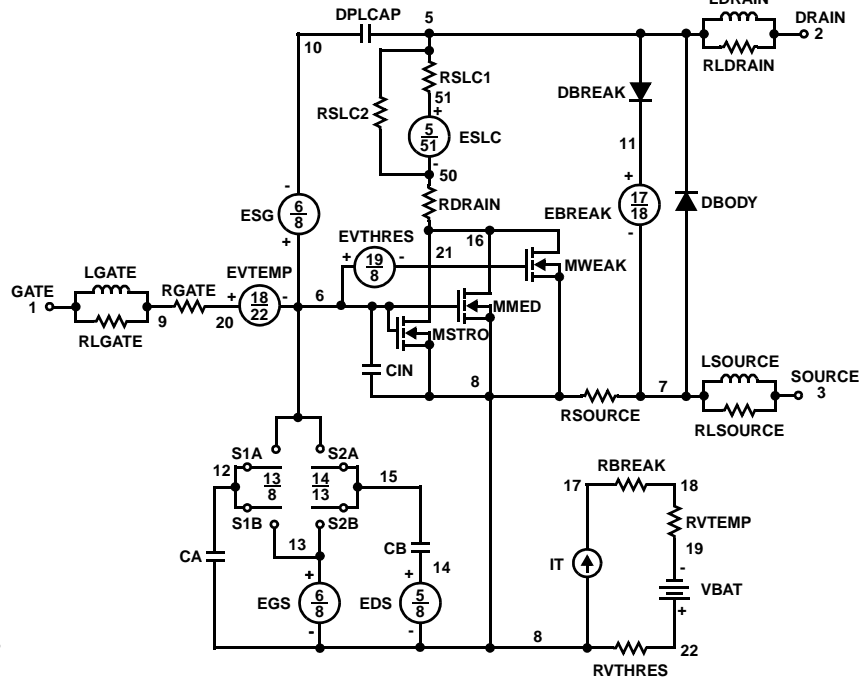 LDRAIN
DPLCAP 5 DRAIN
10 2
RSLC1 RLDRAIN
51 DBREAK
RSLC2 +
5
51 ESLC 11
-
50
- RDRAIN +
ESG 6
8 EBREAK 17
18 DBODY
+ EVTHRES 16 -
+ 19
8 - 21 MWEAK
LGATE EVTEMP
GATE RGATE + 18
22 - 6 MMED
1 9 20
RLGATE MSTRO
CIN LSOURCE
8 7 SOURCE
3
RSOURCE
RLSOURCE
S1A S2A
12 13
8 14
13 15 RBREAK
17 18
S1B S2B
RVTEMP
13 CB
CA 19
14 IT -
+ + VBAT
EGS 6
8 EDS 5
8 +
- - 8
22
RVTHRES